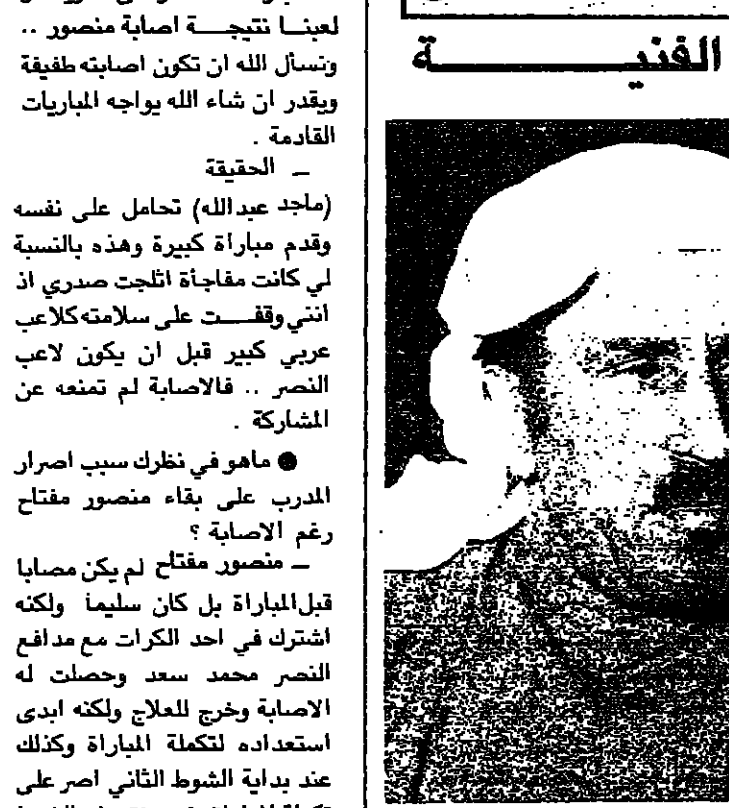 لعبنا نتيجة اصابة منصور ..
ونسأل الله ان تكون اصابته طفيفة
ويقدر ان شاء الله يواجه المباريات
القادمة .
ـ الحقيقة
(ماجد عبدالله) تحامل على نفسه
وقدم مباراة كبيرة وهذه بالنسبة
لي كانت مفاجأة اثلجت صدري اذ
انني وقفت على سلامته كلاعب
عربي كبير قبل ان يكون لاعب
النصر .. فالاصابة لم تمنعه عن
المشاركة .
● ماهو في نظرك سبب اصرار
المدرب على بقاء منصور مفتاح
رغم الاصابة ؟
ـ منصور مفتاح لم يكن مصابا
قبل المباراة بل كان سليما ولكنه
اشترك في احد الكرات مع مدافع
النصر محمد سعد وحصلت له
الاصابة وخرج للعلاج ولكنه ابدى
استعداده لتكملة المباراة وكذلك
عند بداية الشوط الثاني اصر على
الفنية